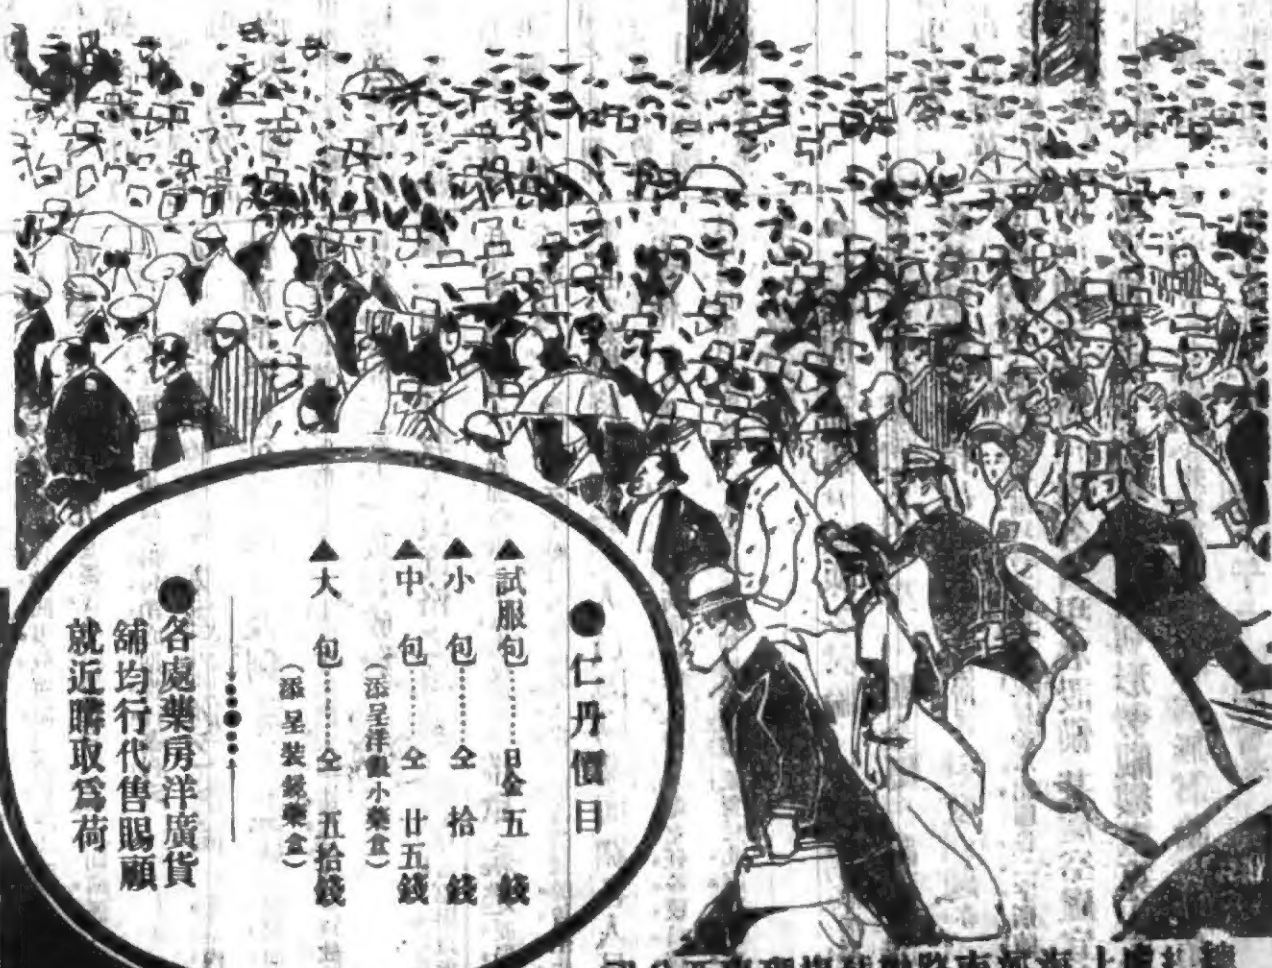 ●仁丹價目
▲試服包………日金五錢
▲小包………仝拾錢
▲中包………仝廿五錢
(添呈洋銀小藥盒)
▲大包………仝五拾錢
(添呈裝鏡藥盒)
●各處藥房洋廣貨
舖均行代售賜顧
就近購取爲荷